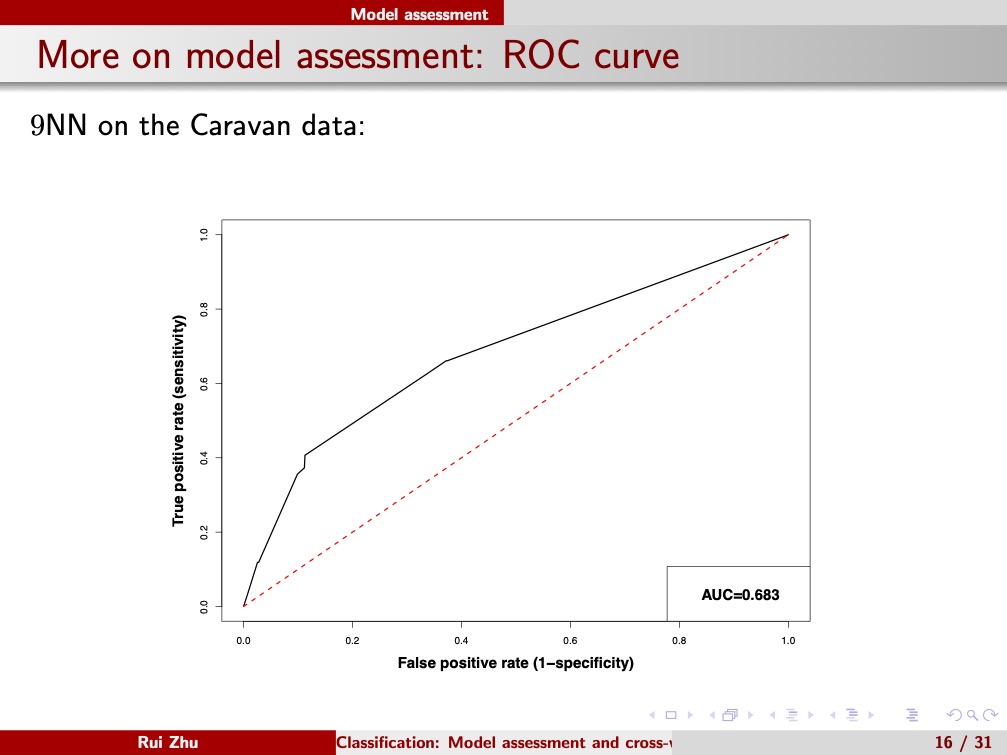 Model assessment
More on model assessment: ROC curve
9NN on the Caravan data:
1.0
0.8
0.6
0.4
0.2
0.0
True positive rate (sensitivity)
AUC=0.683
0.0 0.2 0.4 0.6 0.8 1.0
False positive rate (1−specificity)
Rui Zhu Classification: Model assessment and cross- 16 / 31